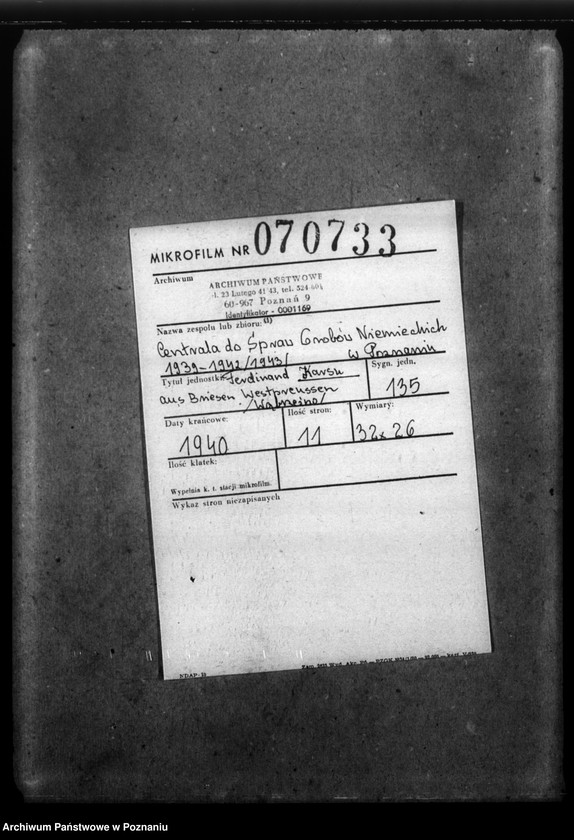 MIKROFILM NR 070733
Archiwum
ARCHIWUM PAŃSTWOWE
ul. 23 Lutego 41/43, tel. 524-601
60-967 Poznań 9
Identyfikator - 0001169
Nazwa zespołu lub zbioru:
Centrala do Spraw Grobów Niemieckich
1939-1942/1943/ w Poznaniu
Tytuł jednostki: Ferdinand
Sygn. jedn.
aus Briesen Westpreussen
135
/Wąbrzeźno/
Daty krańcowe:
Ilość stron:
Wymiary:
1940
11
32x26
Ilość klatek:
Wypełnia k. t. stacji mikrofilm.
Wykaz stron niezapisanych
Archiwum Państwowe w Poznaniu